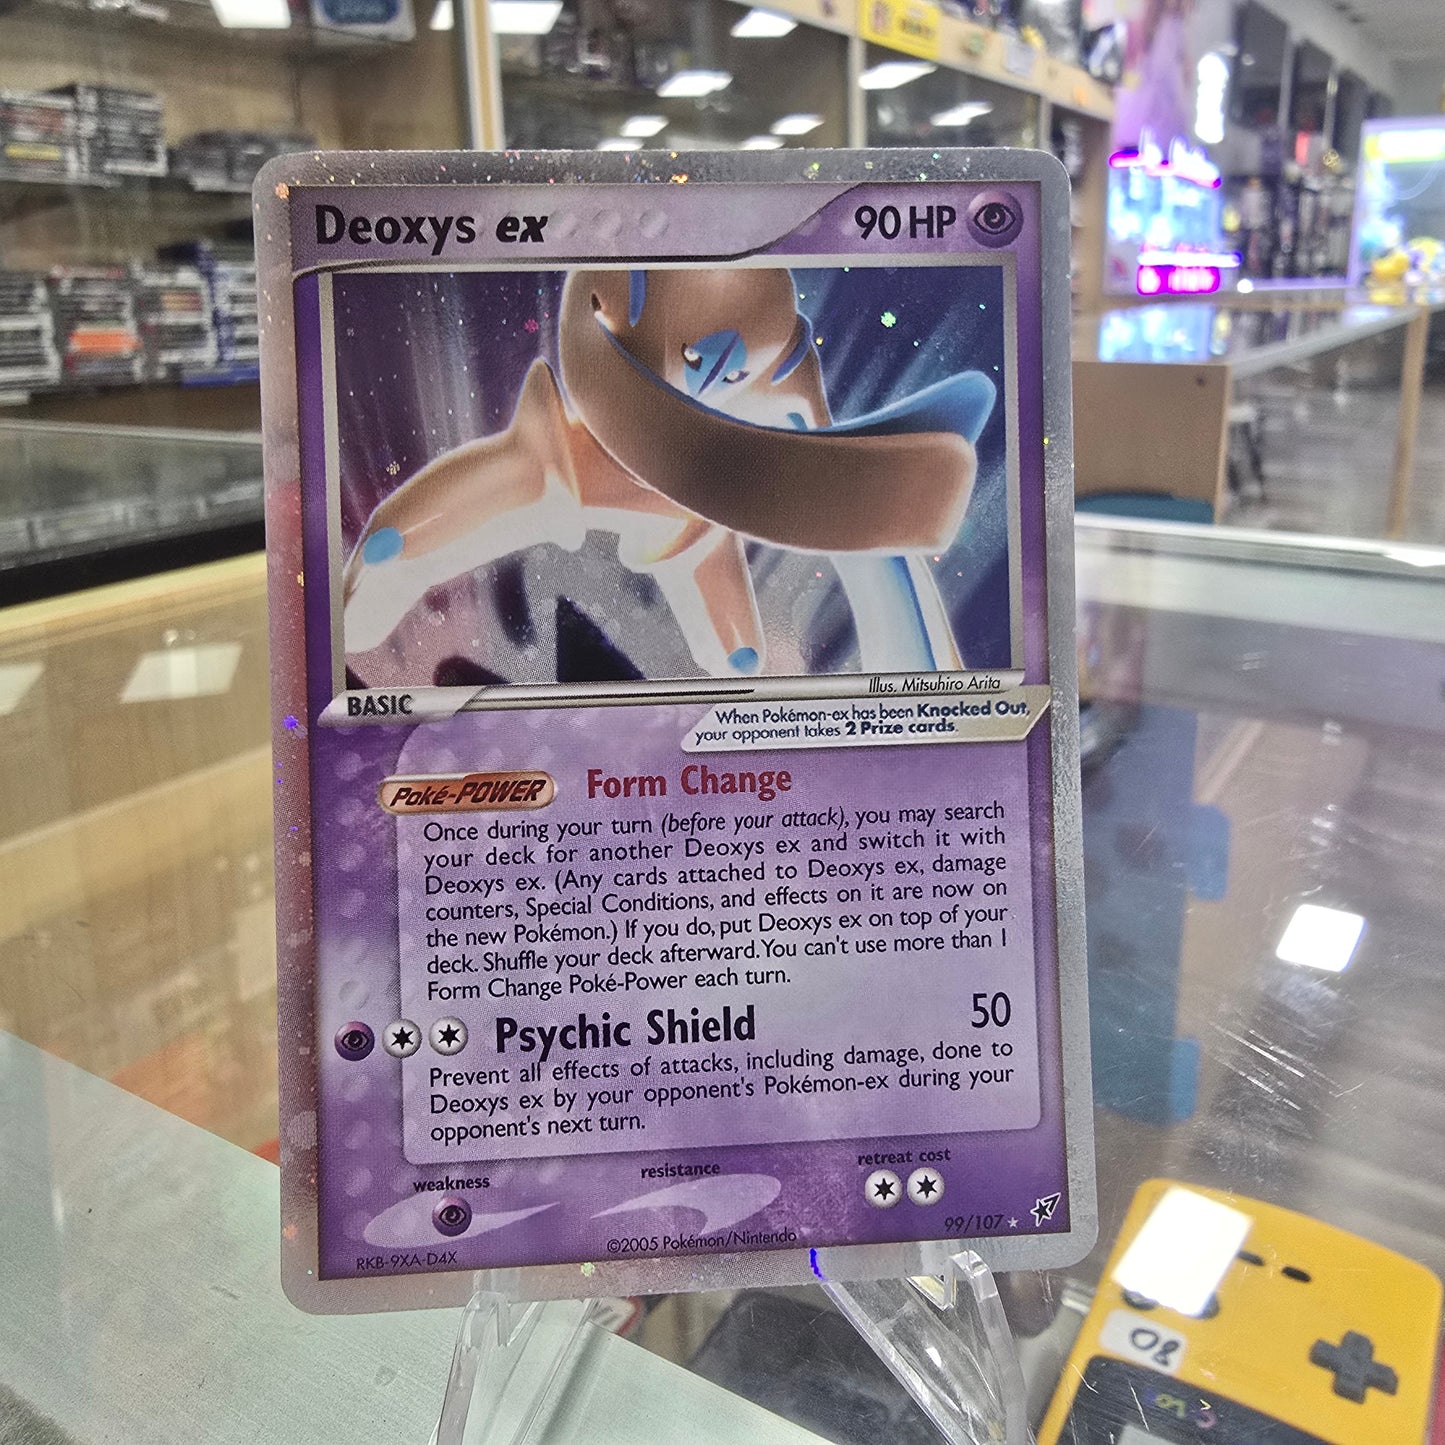 Deoxys ex
90 HP
BASIC
Illus. Mitsuhiro Arita
When Pokémon-ex has been Knocked Out,
your opponent takes 2 Prize cards.
Poké-POWER Form Change
Once during your turn (before your attack), you may search
your deck for another Deoxys ex and switch it with
Deoxys ex. (Any cards attached to Deoxys ex, damage
counters, Special Conditions, and effects on it are now on
the new Pokémon.) If you do, put Deoxys ex on top of your
deck. Shuffle your deck afterward. You can't use more than 1
Form Change Poké-Power each turn.
Psychic Shield 50
Prevent all effects of attacks, including damage, done to
Deoxys ex by your opponent's Pokémon-ex during your
opponent's next turn.
weakness
resistance
retreat cost
RKB-9XA-D4X
©2005 Pokémon/Nintendo
99/107
08